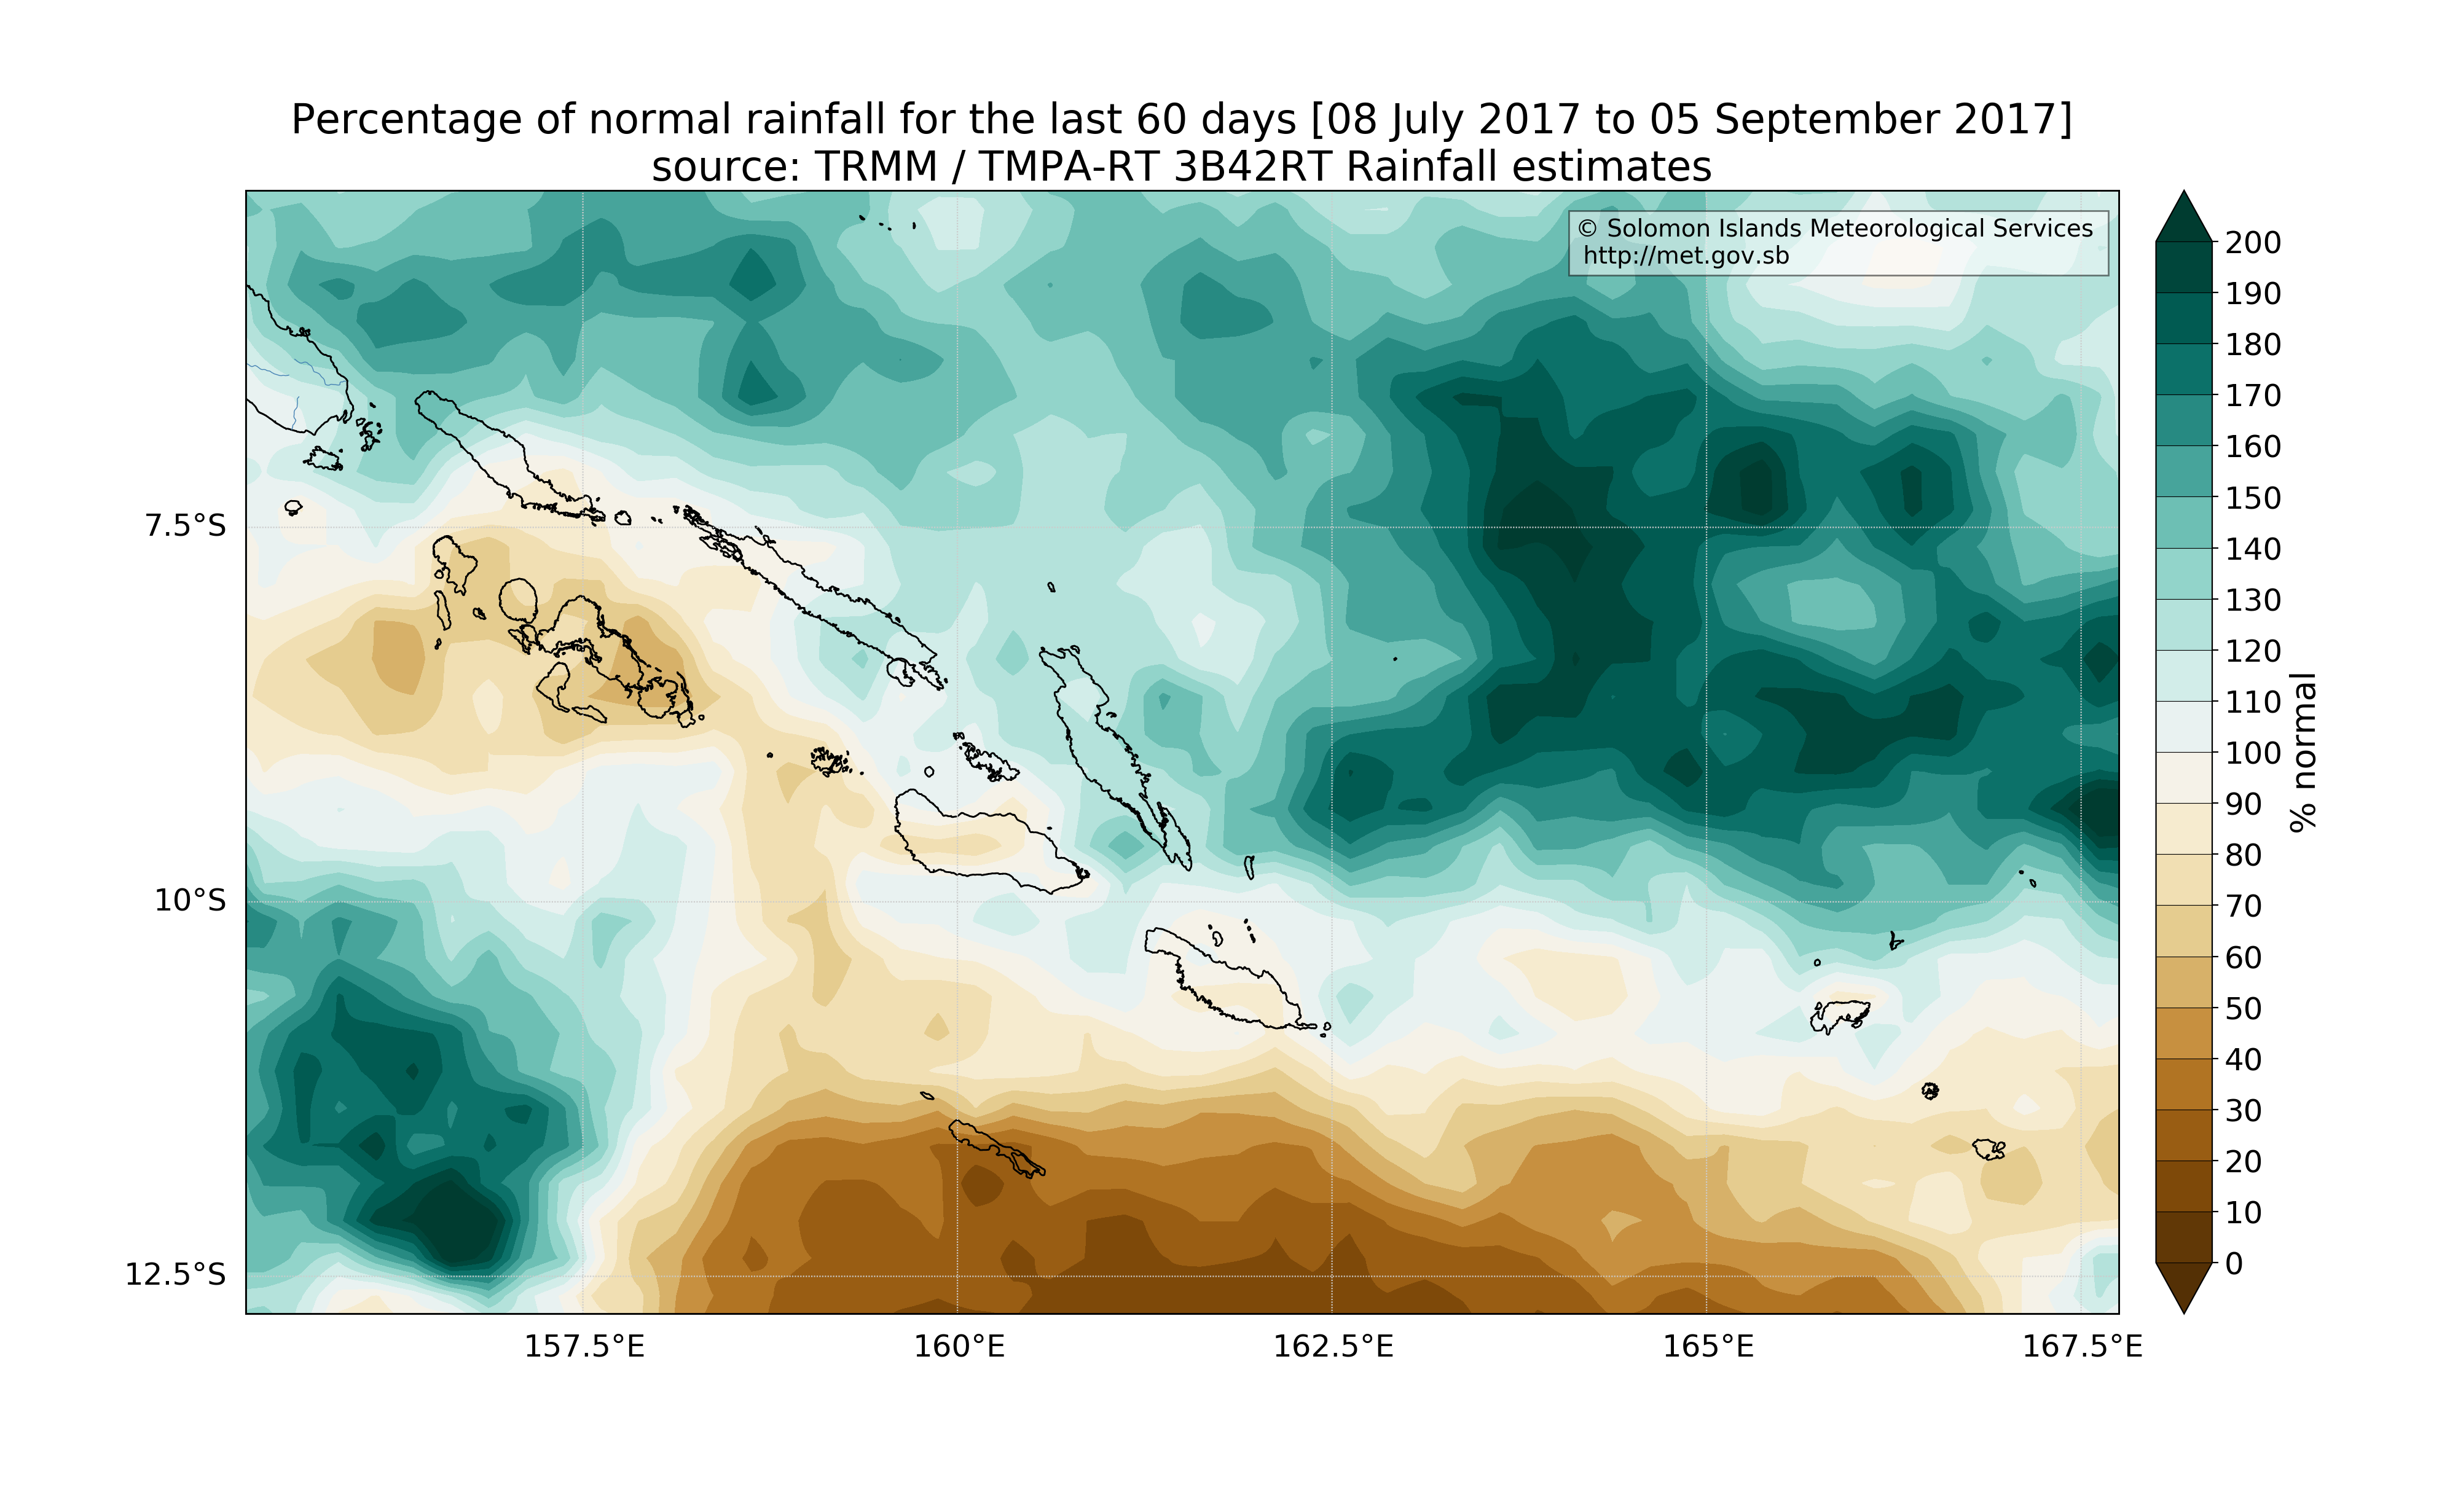 Percentage of normal rainfall for the last 60 days [08 July 2017 to 05 September 2017]
source: TRMM / TMPA-RT 3B42RT Rainfall estimates
© Solomon Islands Meteorological Services
http://met.gov.sb
7.5°S
10°S
12.5°S
157.5°E
160°E
162.5°E
165°E
167.5°E
200
190
180
170
160
150
140
130
120
110
100
90
80
70
60
50
40
30
20
10
0
% normal